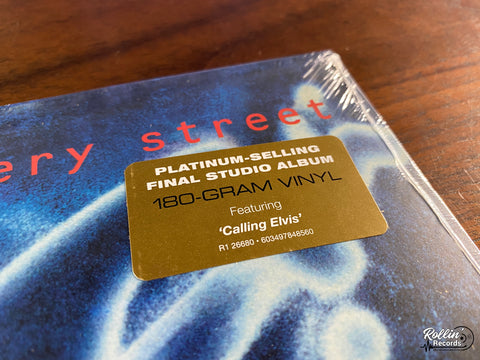 ery street
PLATINUM-SELLING
FINAL STUDIO ALBUM
180-GRAM VINYL
Featuring
‘Calling Elvis’
R1 26680 • 603497848560
Rollin'
Records